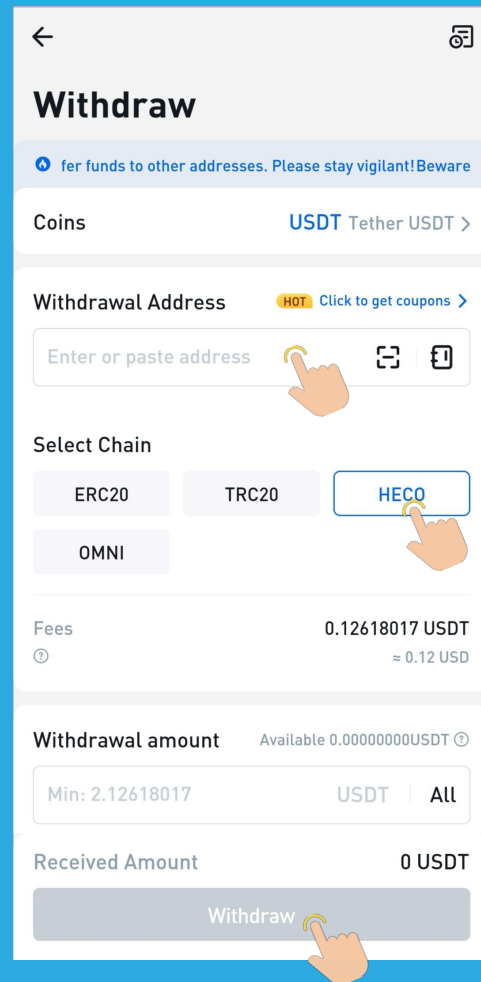 Withdraw
fer funds to other addresses. Please stay vigilant!Beware
Coins USDT Tether USDT >
Withdrawal Address HOT Click to get coupons >
Enter or paste address
Select Chain
ERC20 TRC20 HECO
OMNI
Fees 0.12618017 USDT
≈ 0.12 USD
Withdrawal amount Available 0.00000000USDT
Min: 2.12618017 USDT All
Received Amount 0 USDT
Withdraw